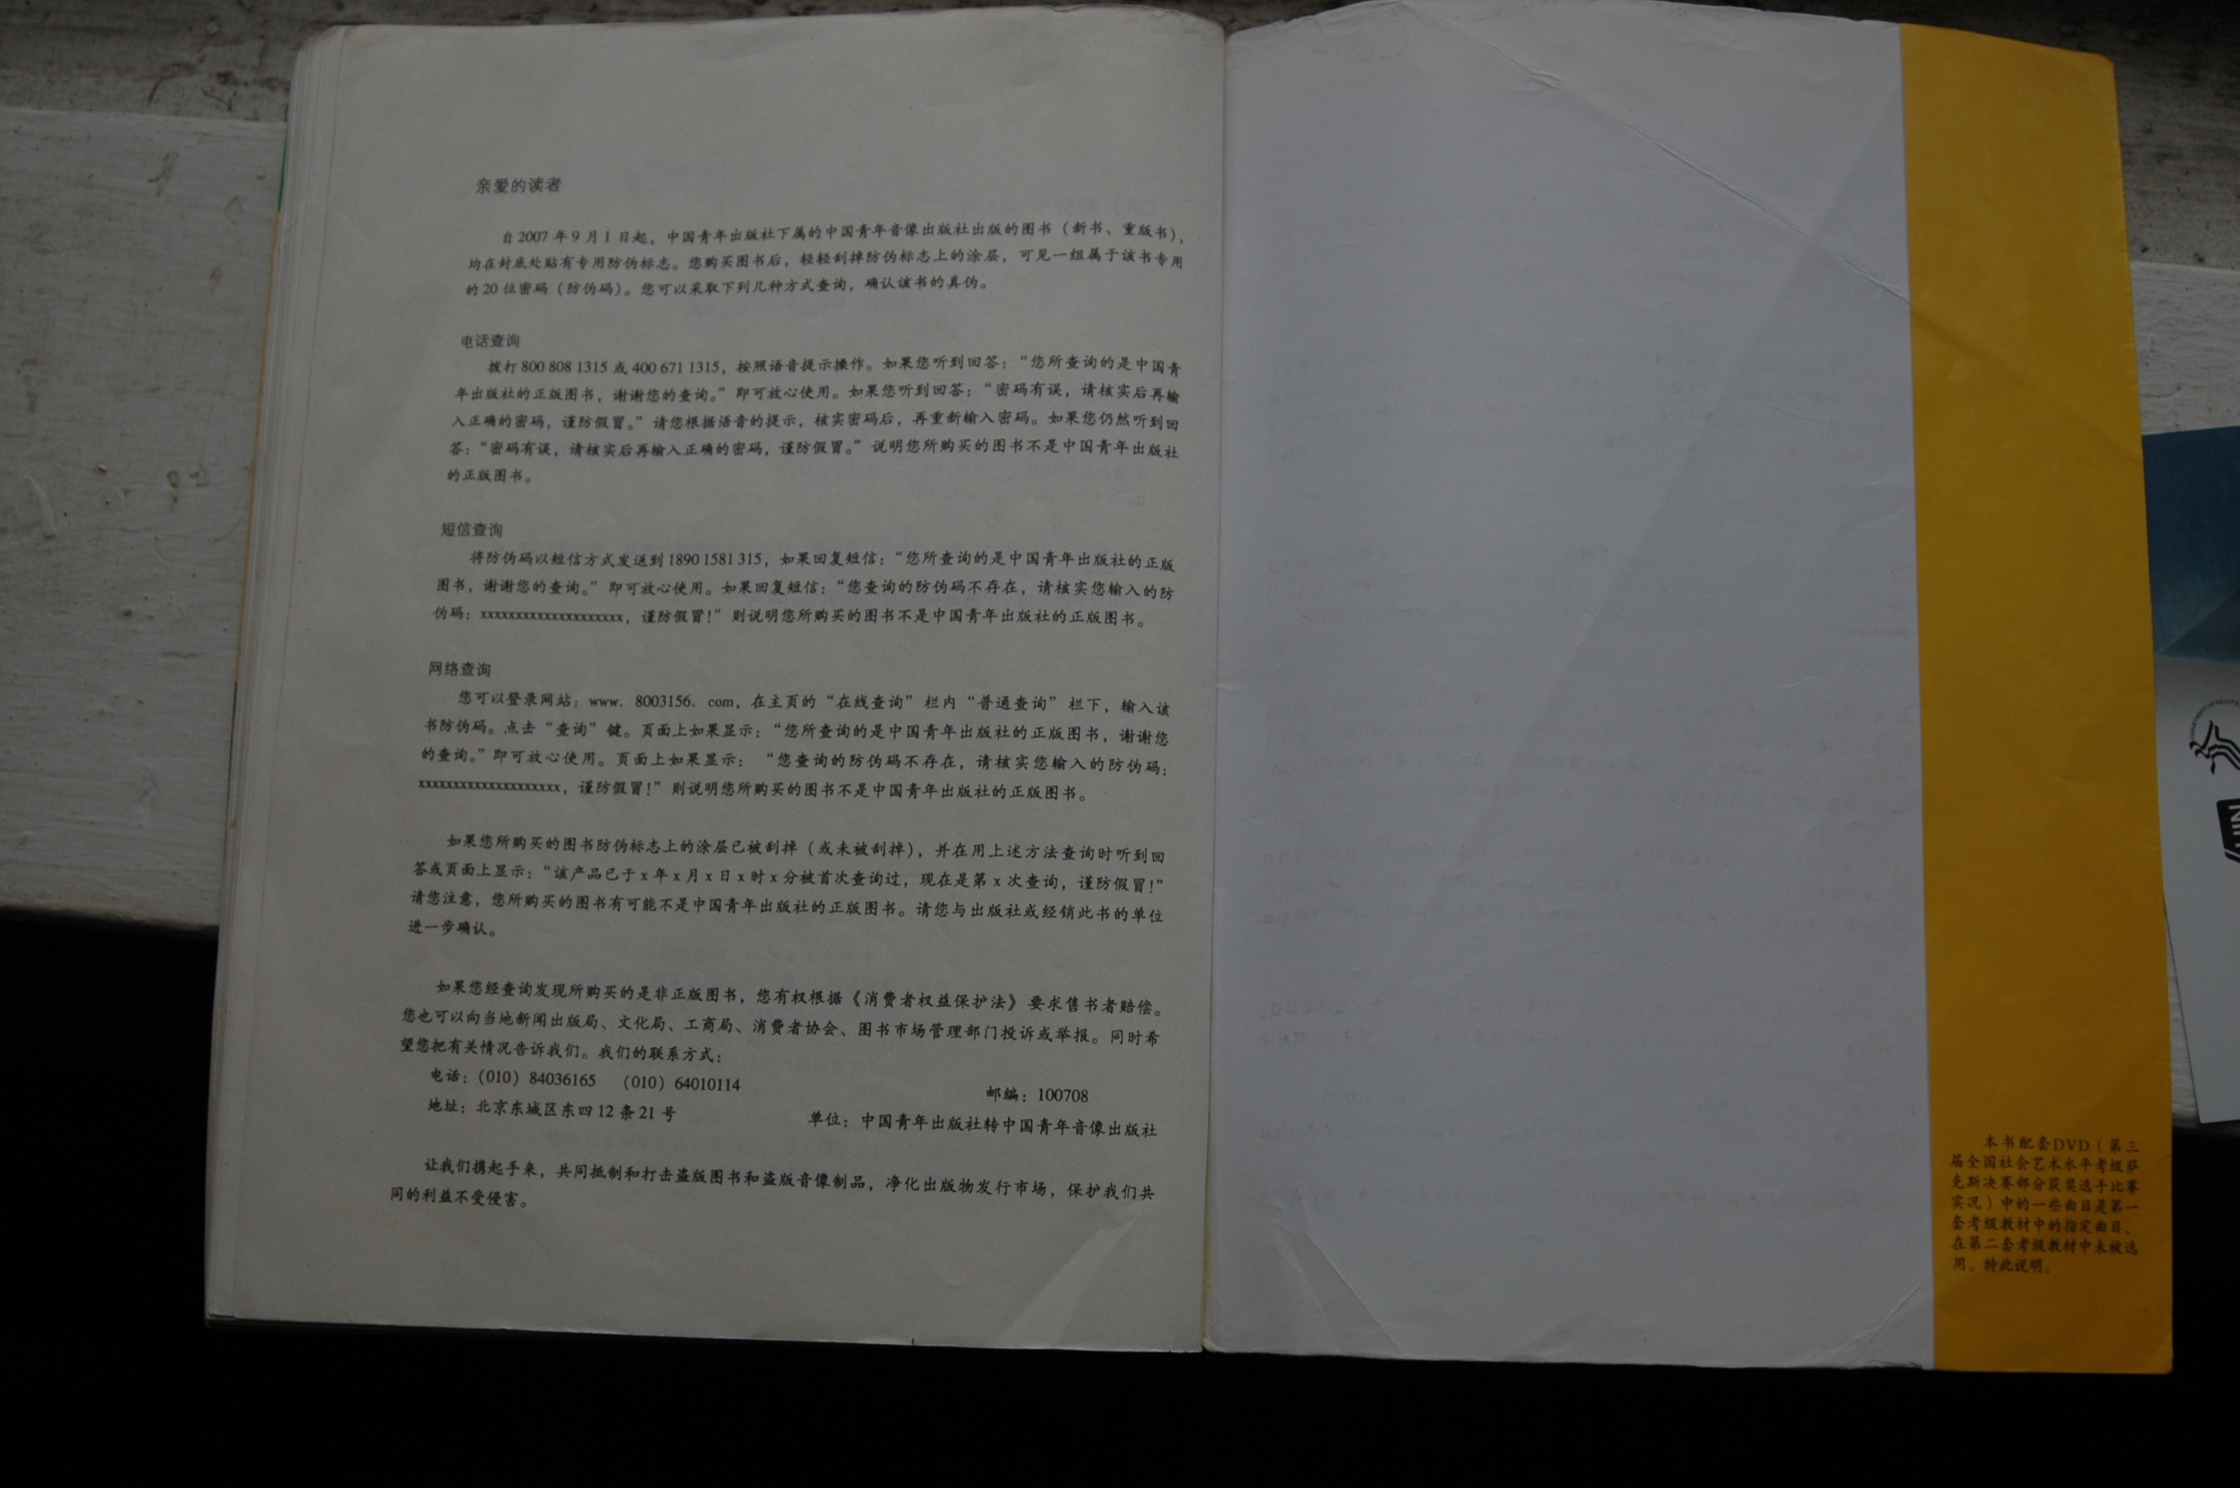 亲爱的读者
自2007年9月1日起，中国青年出版社下属的中国青年音像出版社出版的图书（新书、重版书），
均在封底处贴有专用防伪标志。您购买图书后，轻轻刮掉防伪标志上的涂层，可见一组属于该书专用
的20位密码（防伪码）。您可以采取下列几种方式查询，确认该书的真伪。
电话查询
拨打800 808 1315或400 671 1315，按照语音提示操作。如果您听到回答：“您所查询的是中国青
年出版社的正版图书，谢谢您的查询。”即可放心使用。如果您听到回答：“密码有误，请核实后再输
入正确的密码，谨防假冒。”请您根据语音的提示，核实密码后，再重新输入密码。如果您仍然听到回
答：“密码有误，请核实后再输入正确的密码，谨防假冒。”说明您所购买的图书不是中国青年出版社
的正版图书。
短信查询
将防伪码以短信方式发送到1890 1581 315，如果回复短信：“您所查询的是中国青年出版社的正版
图书，谢谢您的查询。”即可放心使用。如果回复短信：“您查询的防伪码不存在，请核实您输入的防
伪码：xxxxxxxxxxxxxxxxxxxx，谨防假冒！”则说明您所购买的图书不是中国青年出版社的正版图书。
网络查询
您可以登录网站：www. 8003156. com，在主页的“在线查询”栏内“普通查询”栏下，输入该
书防伪码。点击“查询”键。页面上如果显示：“您所查询的是中国青年出版社的正版图书，谢谢您
的查询。”即可放心使用。页面上如果显示：“您查询的防伪码不存在，请核实您输入的防伪码：
xxxxxxxxxxxxxxxxxxxx，谨防假冒！”则说明您所购买的图书不是中国青年出版社的正版图书。
如果您所购买的图书防伪标志上的涂层已被刮掉（或未被刮掉），并在用上述方法查询时听到回
答或页面上显示：“该产品已于x年x月x日x时x分被首次查询过，现在是第x次查询，谨防假冒！”
请您注意，您所购买的图书有可能不是中国青年出版社的正版图书。请您与出版社或经销此书的单位
进一步确认。
如果您经查询发现所购买的是非正版图书，您有权根据《消费者权益保护法》要求售书者赔偿。
您也可以向当地新闻出版局、文化局、工商局、消费者协会、图书市场管理部门投诉或举报。同时希
望您把有关情况告诉我们。我们的联系方式：
电话：（010）84036165 （010）64010114 邮编：100708
地址：北京东城区东四12条21号 单位：中国青年出版社转中国青年音像出版社
让我们携起手来，共同抵制和打击盗版图书和盗版音像制品，净化出版物发行市场，保护我们共
同的利益不受侵害。
本书配套DVD（第三
届全国社会艺术水平考级萨
克斯决赛部分获奖选手比赛
实况）中的一些曲目是第一
套考级教材中的指定曲目，
在第二套考级教材中未被选
用。特此说明。